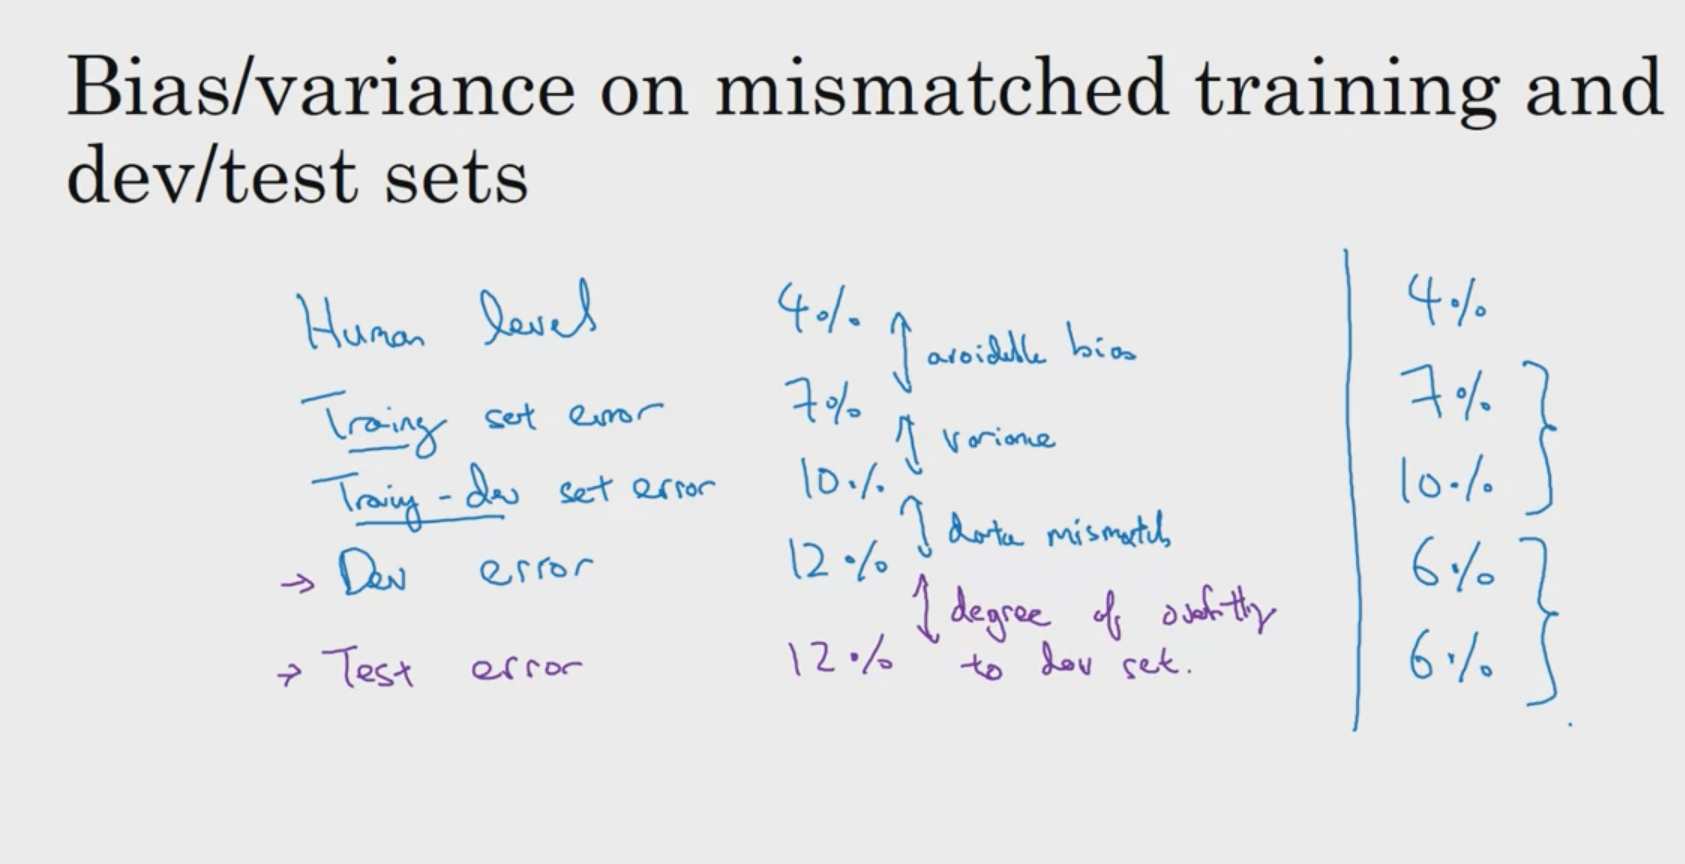 Bias/variance on mismatched training and
dev/test sets
Human level 4% avoidable bias 4%
Traing set error 7% variance 7%
Traing-dev set error 10% data mismatch 10%
→ Dev error 12% degree of overfitting 6%
→ Test error 12% to dev set. 6%